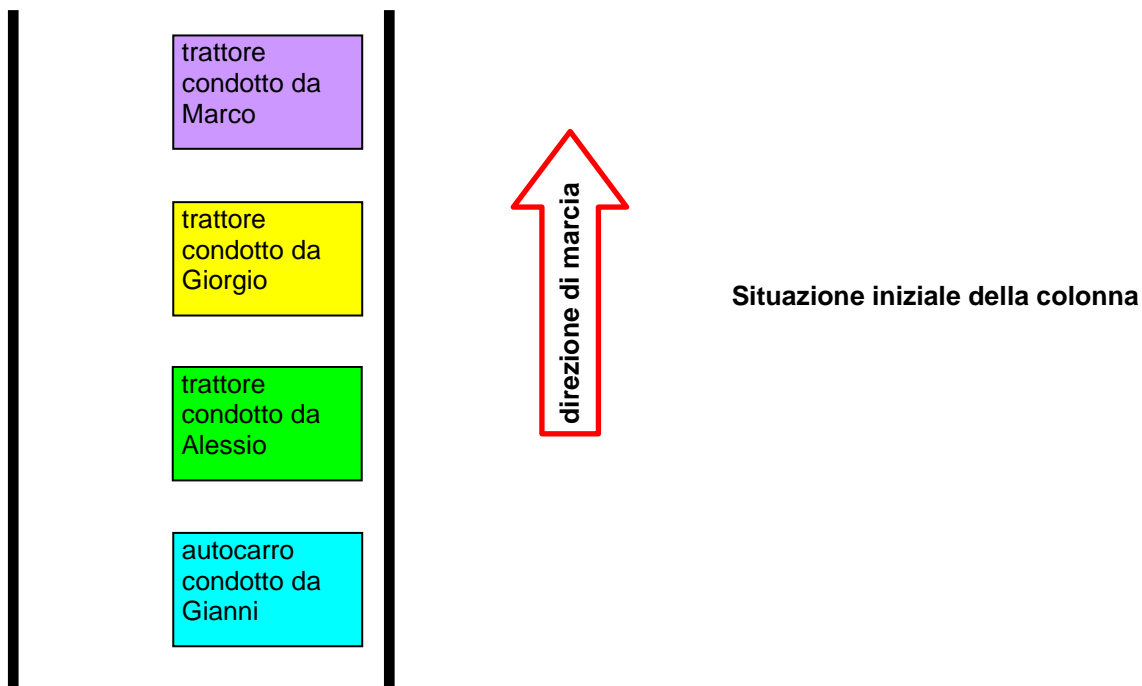 trattore
condotto da
Marco
trattore
condotto da
Giorgio
trattore
condotto da
Alessio
autocarro
condotto da
Gianni
direzione di marcia
Situazione iniziale della colonna